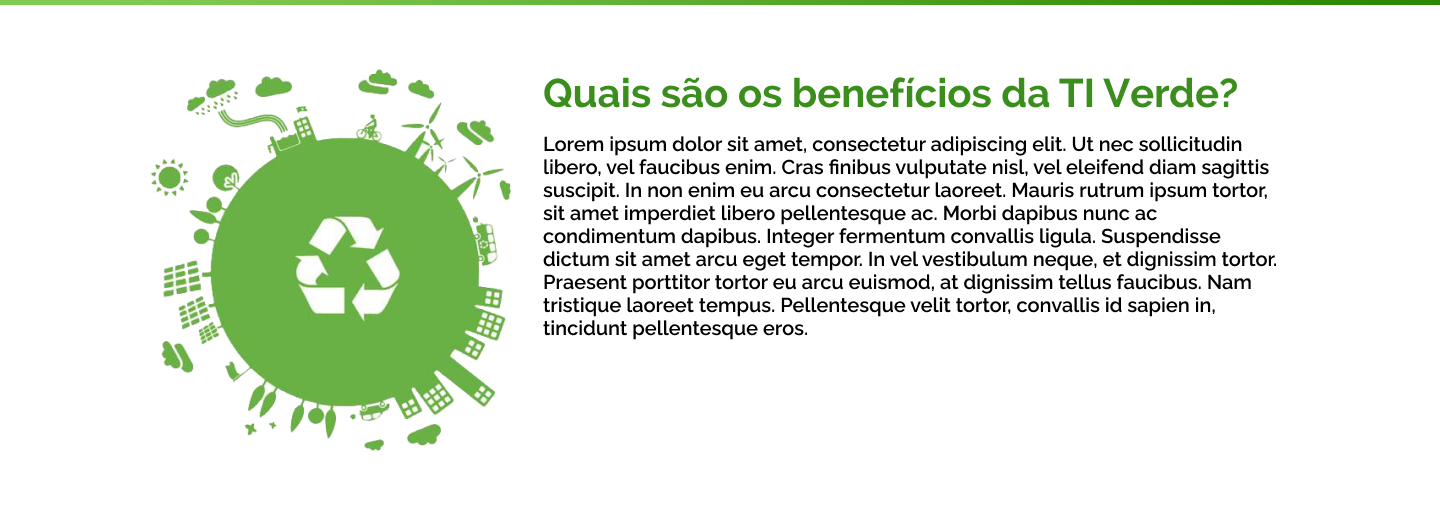 Quais são os benefícios da TI Verde?
Lorem ipsum dolor sit amet, consectetur adipiscing elit. Ut nec sollicitudin
libero, vel faucibus enim. Cras finibus vulputate nisl, vel eleifend diam sagittis
suscipit. In non enim eu arcu consectetur laoreet. Mauris rutrum ipsum tortor,
sit amet imperdiet libero pellentesque ac. Morbi dapibus nunc ac
condimentum dapibus. Integer fermentum convallis ligula. Suspendisse
dictum sit amet arcu eget tempor. In vel vestibulum neque, et dignissim tortor.
Praesent porttitor tortor eu arcu euismod, at dignissim tellus faucibus. Nam
tristique laoreet tempus. Pellentesque velit tortor, convallis id sapien in,
tincidunt pellentesque eros.